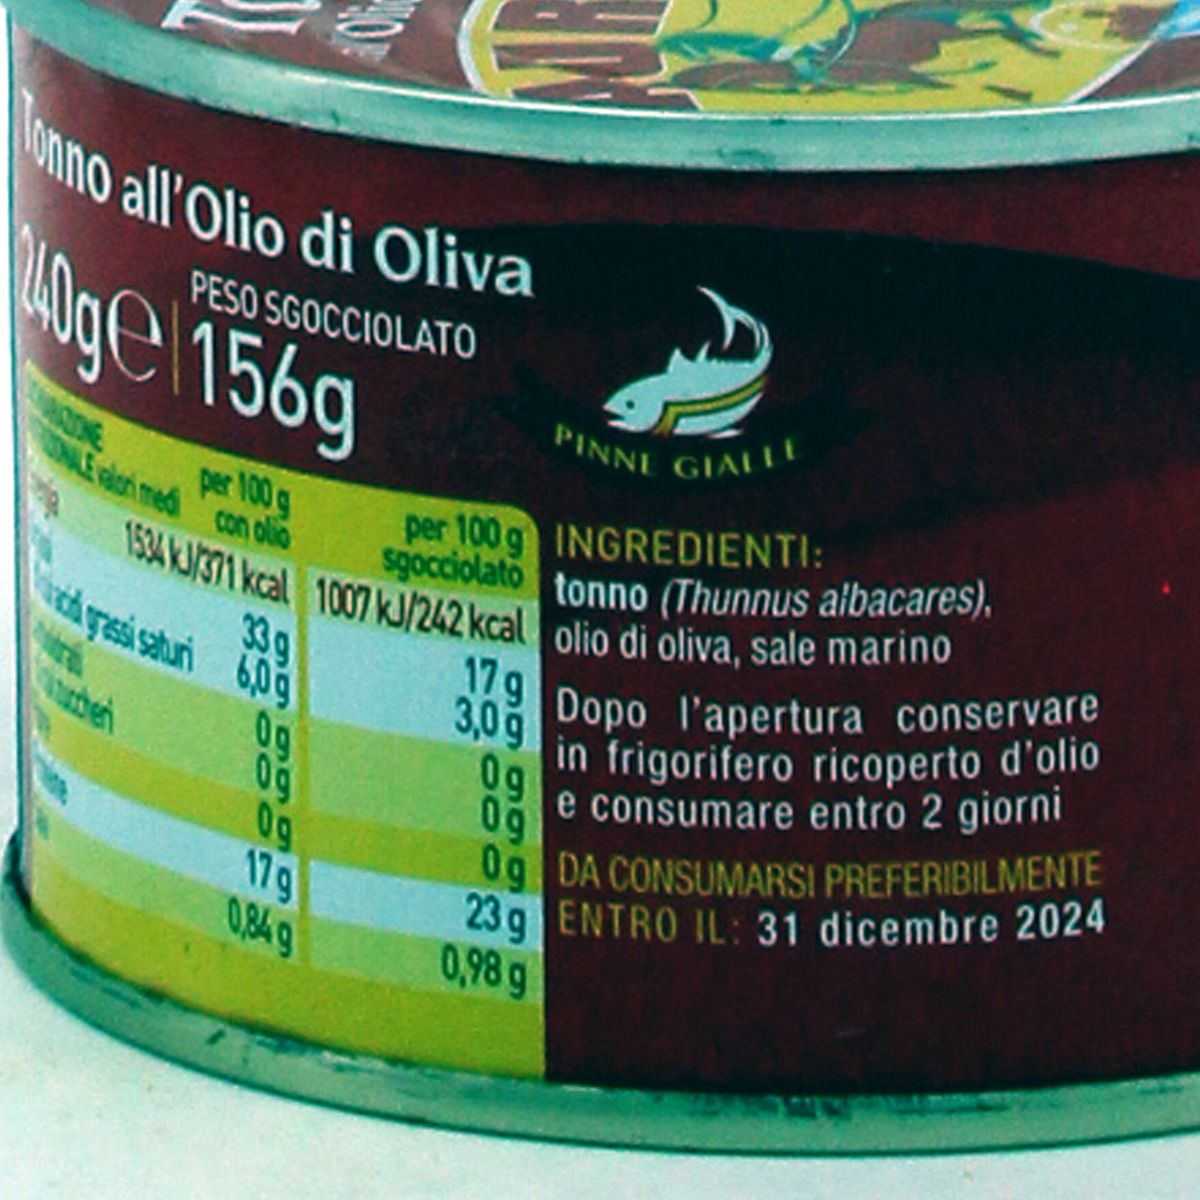 Tonno all'Olio di Oliva
240g e
PESO SGOCCIOLATO
156g
PINNE GIALLE
valori medi
per 100 g
con olio
per 100 g
sgocciolato
1534 kJ/371 kcal 1007 kJ/242 kcal
33 g 17 g
acidi grassi saturi 6,0 g 3,0 g
0 g 0 g
zuccheri 0 g 0 g
0 g 0 g
17 g 23 g
0,84 g 0,98 g
INGREDIENTI:
tonno (Thunnus albacares),
olio di oliva, sale marino
Dopo l'apertura conservare
in frigorifero ricoperto d'olio
e consumare entro 2 giorni
DA CONSUMARSI PREFERIBILMENTE
ENTRO IL: 31 dicembre 2024